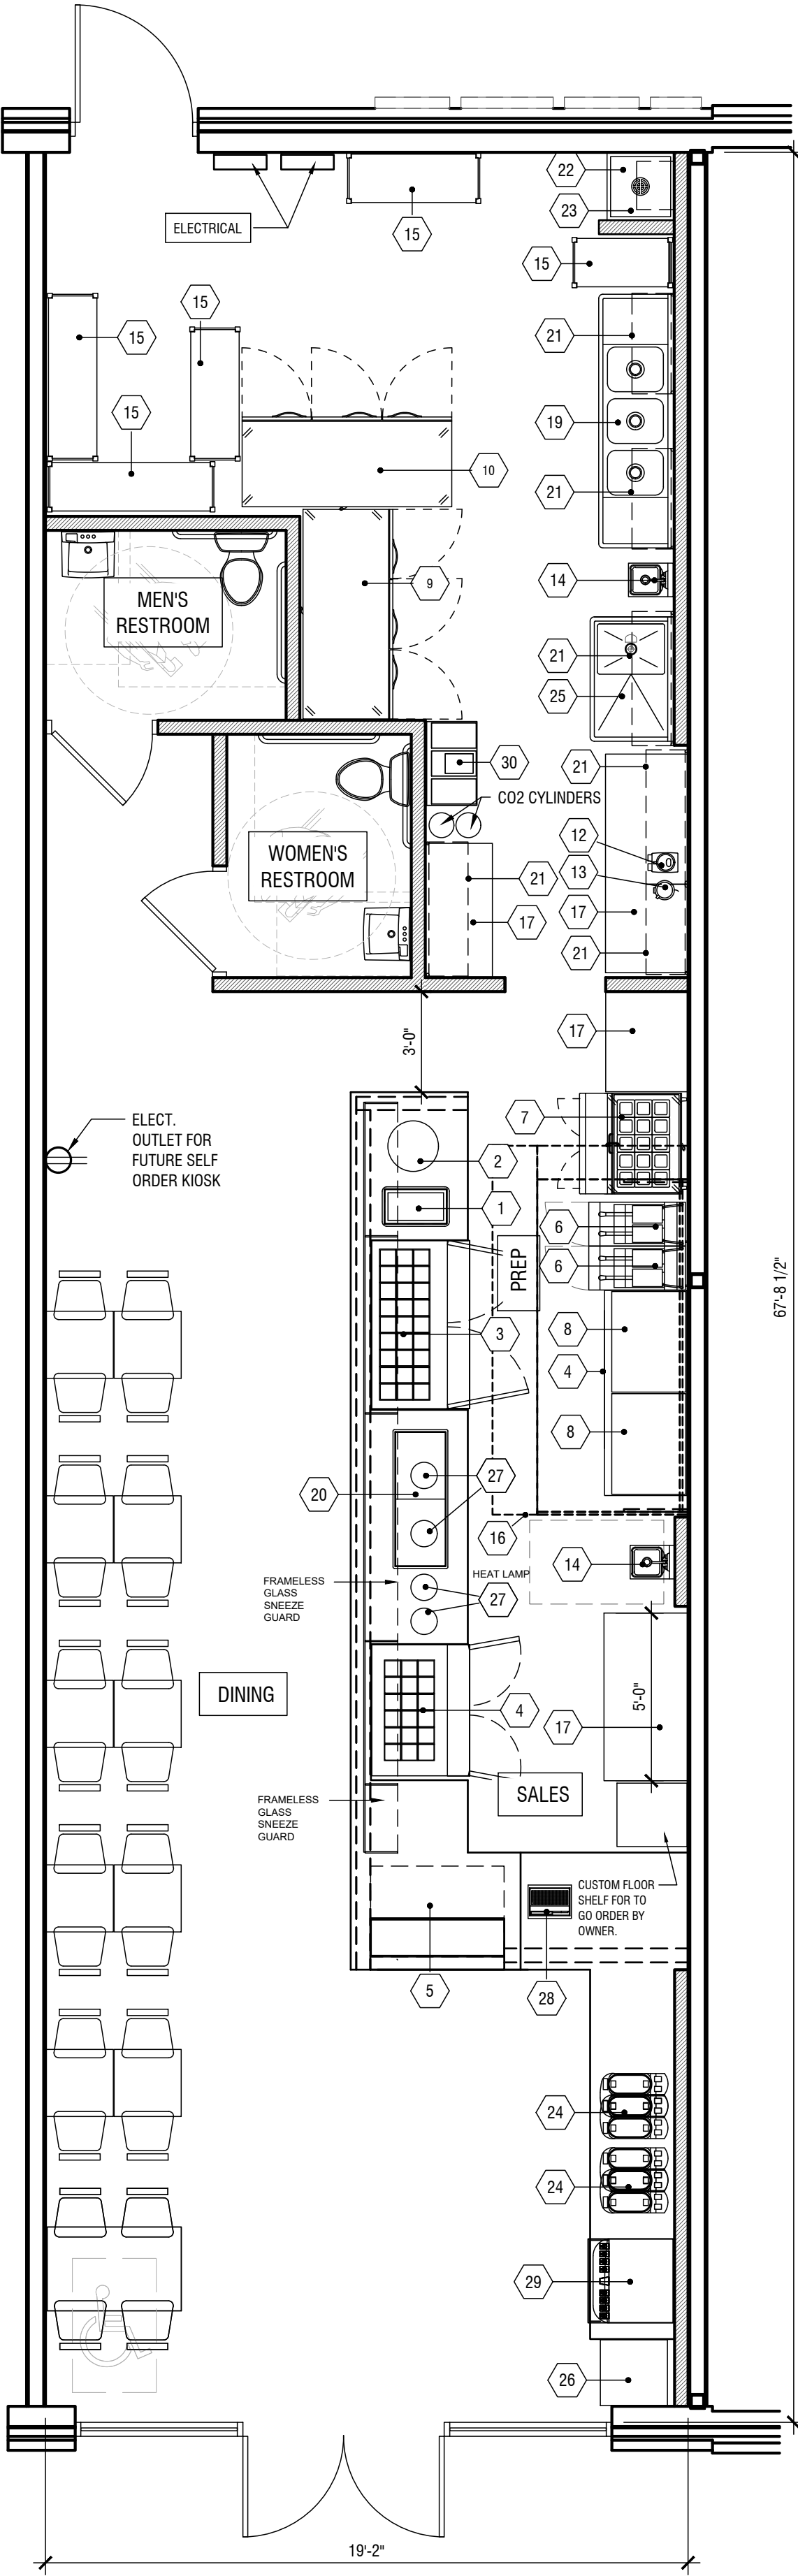 22
23
ELECTRICAL
15
15
15
15
21
15
19
10
21
9
14
MEN'S
RESTROOM
21
25
30
21
CO2 CYLINDERS
12
WOMEN'S
RESTROOM
21
13
17
17
21
17
3'-0"
7
ELECT.
OUTLET FOR
FUTURE SELF
ORDER KIOSK
2
1
PREP
6
6
67'-8 1/2"
3
8
4
8
27
20
16
14
HEAT LAMP
FRAMELESS
GLASS
SNEEZE
GUARD
27
DINING
5'-0"
4
17
SALES
FRAMELESS
GLASS
SNEEZE
GUARD
CUSTOM FLOOR
SHELF FOR TO
GO ORDER BY
OWNER.
5
28
24
24
29
26
19'-2"